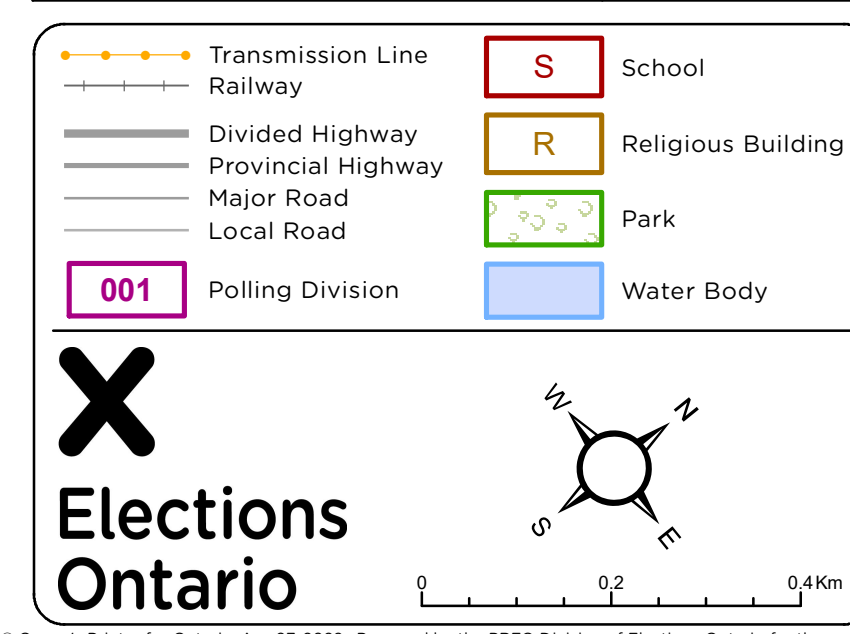 Transmission Line
Railway
Divided Highway
Provincial Highway
Major Road
Local Road
001 Polling Division
S School
R Religious Building
Park
Water Body
Elections
Ontario
W
N
S
E
0 0.2 0.4 Km